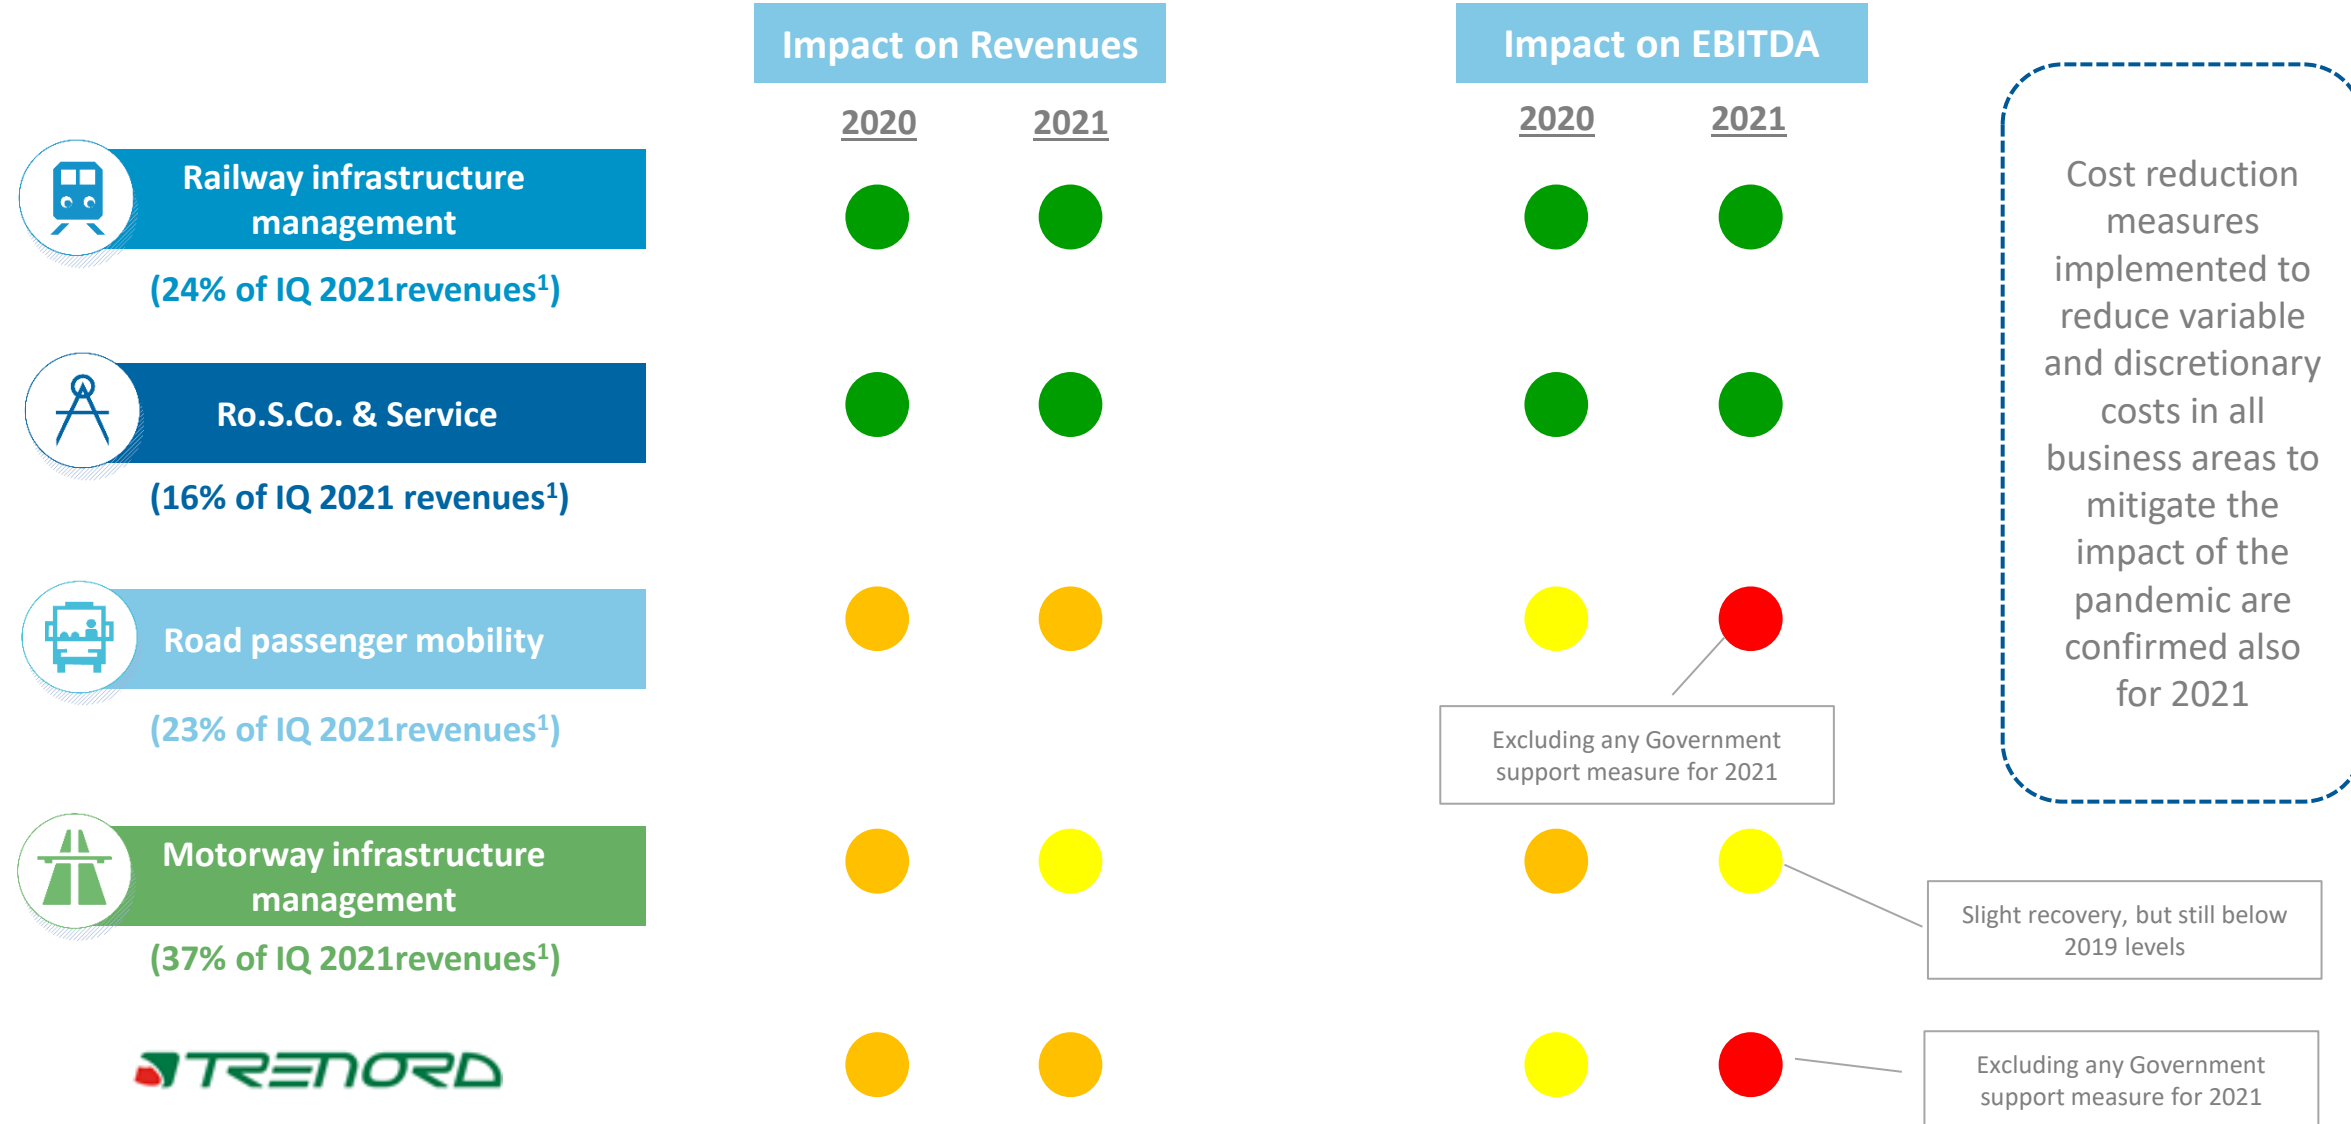 Impact on Revenues
Impact on EBITDA
2020
2021
2020
2021
Railway infrastructure
management
(24% of IQ 2021revenues¹)
Ro.S.Co. & Service
(16% of IQ 2021 revenues¹)
Road passenger mobility
(23% of IQ 2021revenues¹)
Excluding any Government
support measure for 2021
Motorway infrastructure
management
(37% of IQ 2021revenues¹)
Slight recovery, but still below
2019 levels
TRENORD
Excluding any Government
support measure for 2021
Cost reduction
measures
implemented to
reduce variable
and discretionary
costs in all
business areas to
mitigate the
impact of the
pandemic are
confirmed also
for 2021